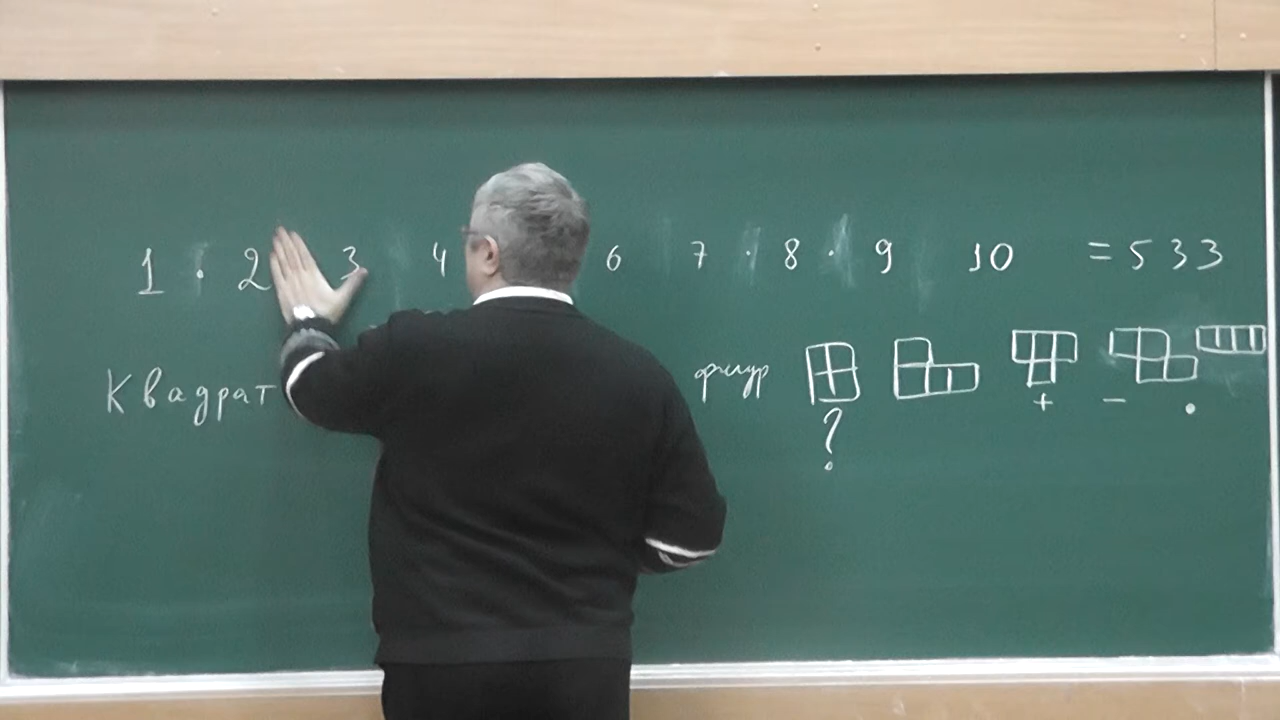 1 · 2 3 4 6 7 · 8 · 9 10 = 533
Квадрат фигур
+ - ·
?